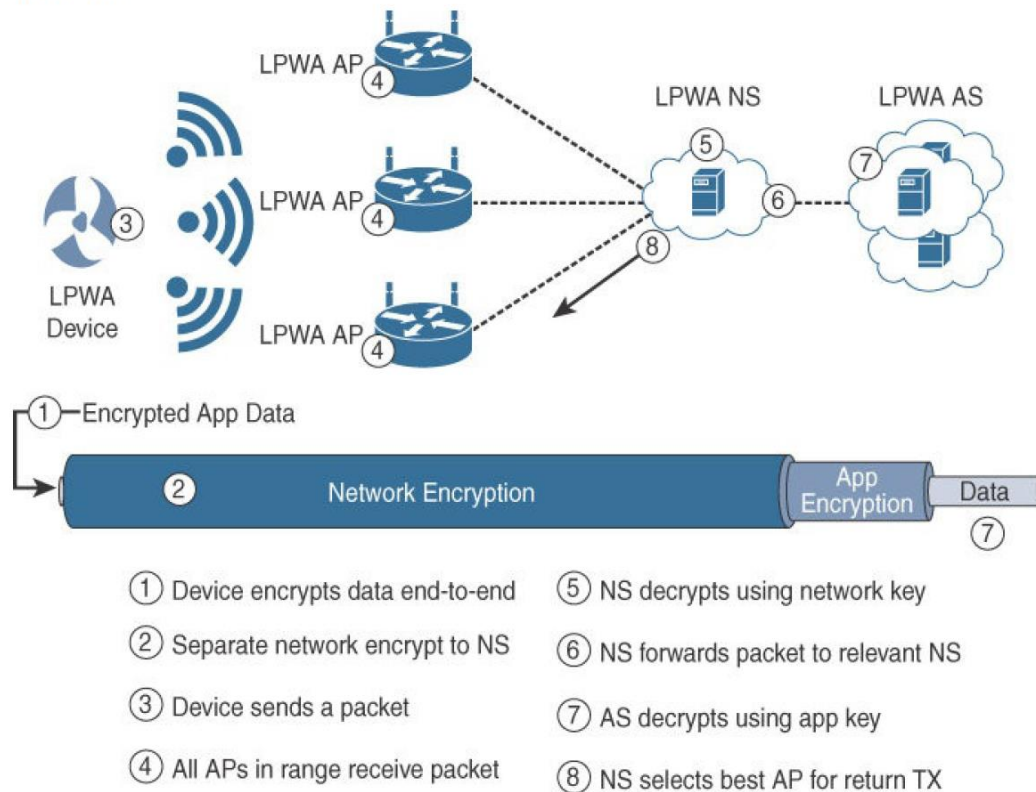 LPWA AP
4
LPWA NS
LPWA AS
5
7
LPWA AP
3
4
6
8
LPWA
Device
LPWA AP
4
1 Encrypted App Data
2
Network Encryption
App
Encryption
Data
7
1 Device encrypts data end-to-end
2 Separate network encrypt to NS
3 Device sends a packet
4 All APs in range receive packet
5 NS decrypts using network key
6 NS forwards packet to relevant NS
7 AS decrypts using app key
8 NS selects best AP for return TX